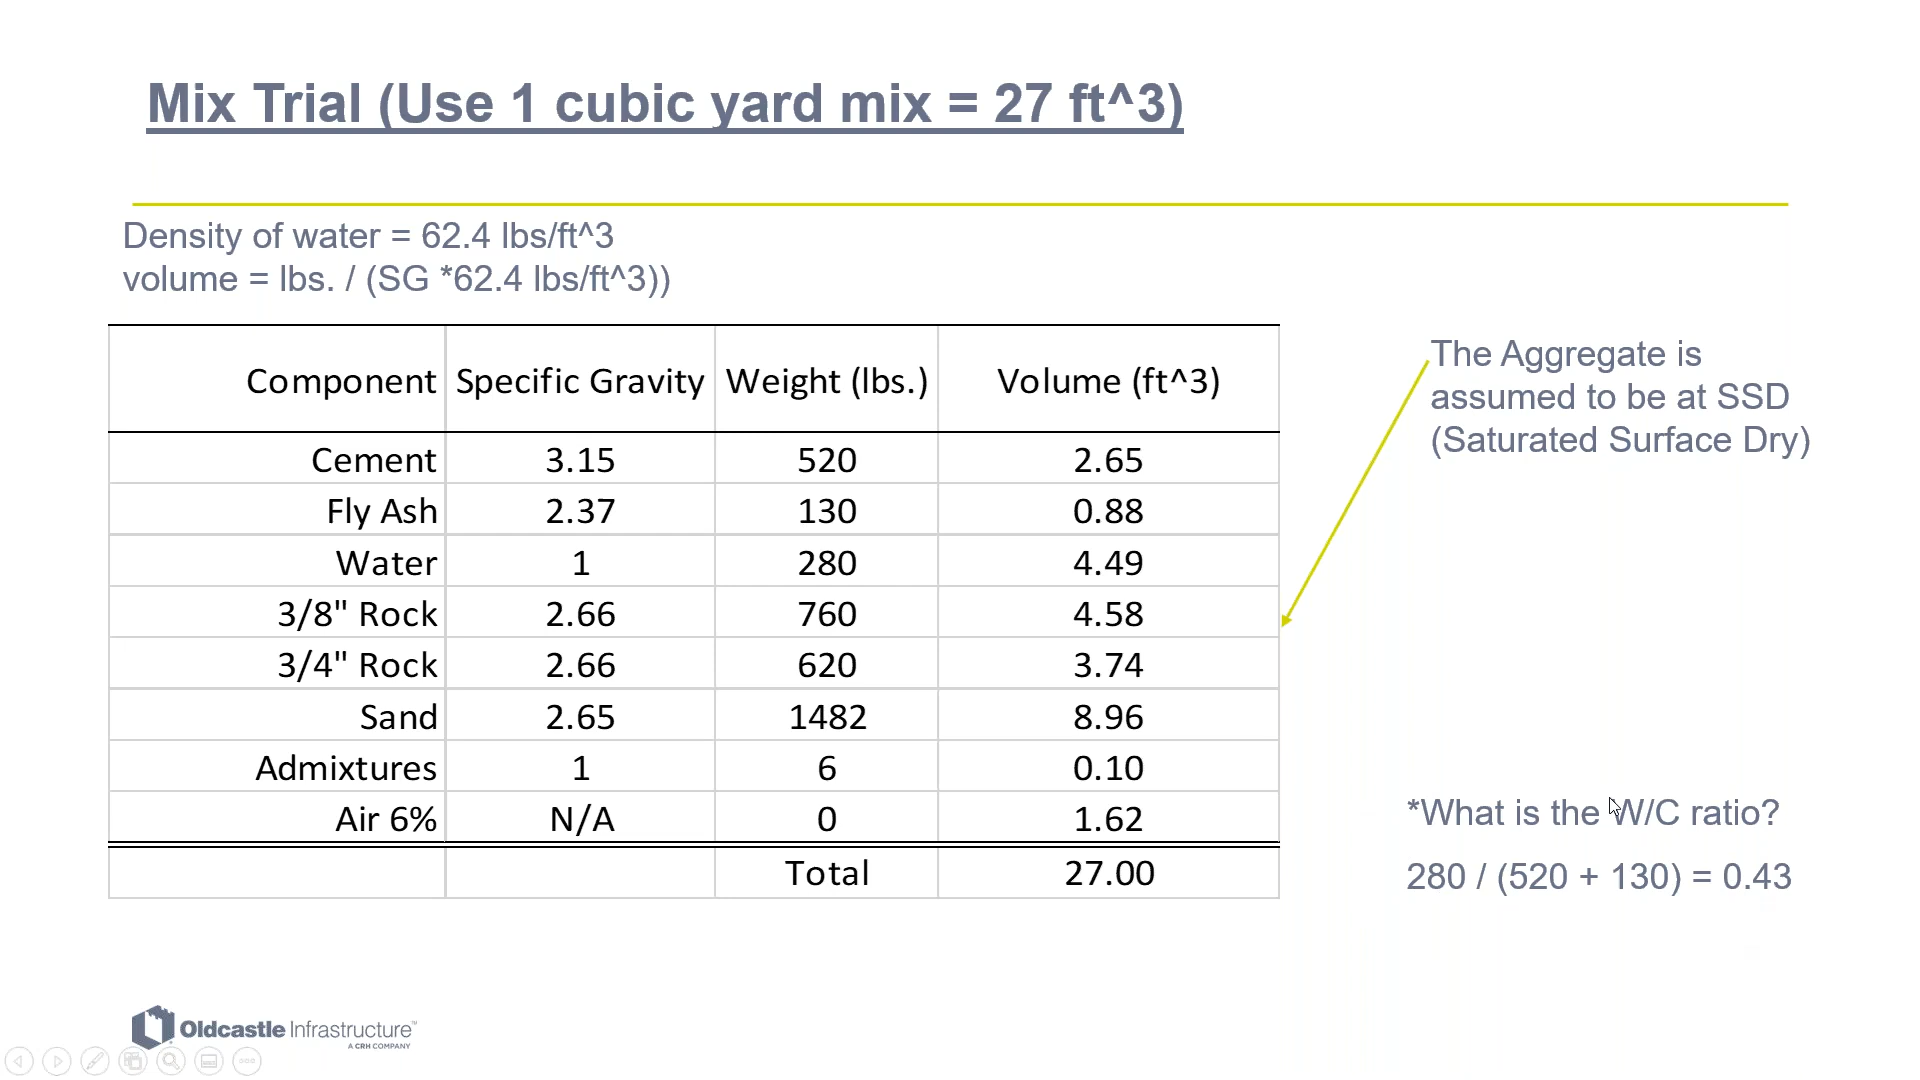 Mix Trial (Use 1 cubic yard mix = 27 ft^3)
Density of water = 62.4 lbs/ft^3
volume = lbs. / (SG *62.4 lbs/ft^3))
Component Specific Gravity Weight (lbs.) Volume (ft^3)
Cement 3.15 520 2.65
Fly Ash 2.37 130 0.88
Water 1 280 4.49
3/8" Rock 2.66 760 4.58
3/4" Rock 2.66 620 3.74
Sand 2.65 1482 8.96
Admixtures 1 6 0.10
Air 6% N/A 0 1.62
Total 27.00
The Aggregate is
assumed to be at SSD
(Saturated Surface Dry)
*What is the W/C ratio?
280 / (520 + 130) = 0.43
Oldcastle Infrastructure™
A CRH COMPANY